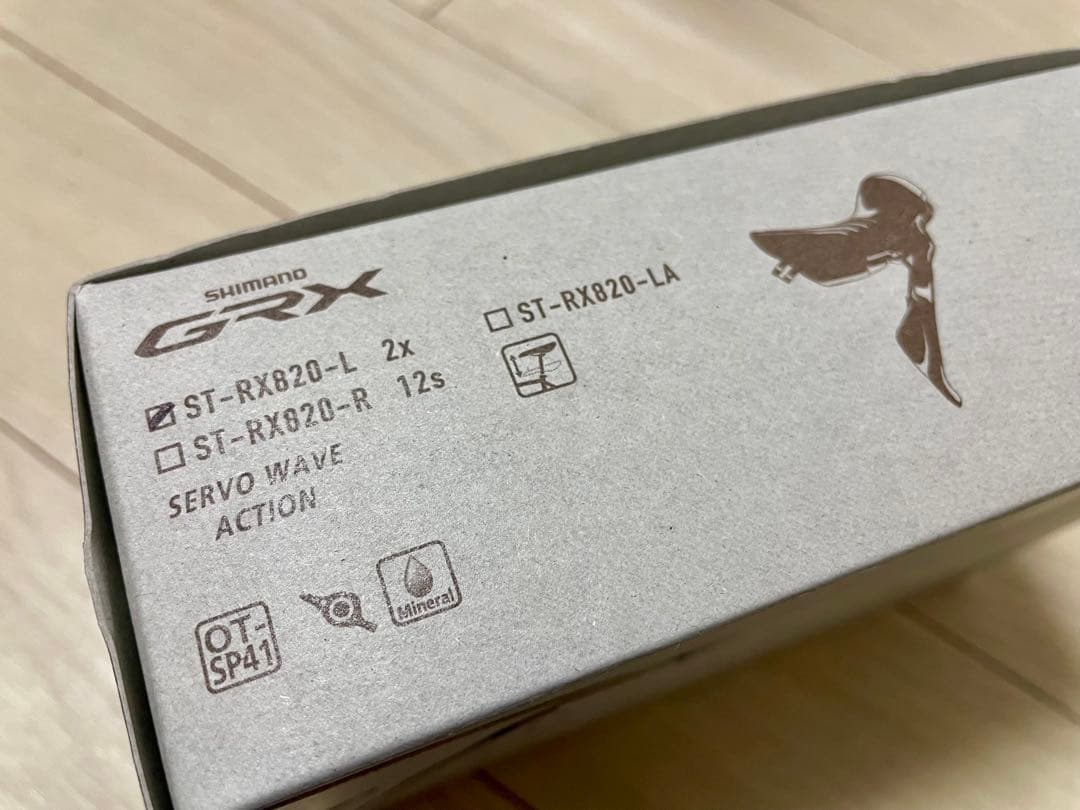 SHIMANO
GRX
ST-RX820-L 2x
ST-RX820-R 12s
SERVO WAVE
ACTION
ST-RX820-LA
OT-
SP41
Mineral